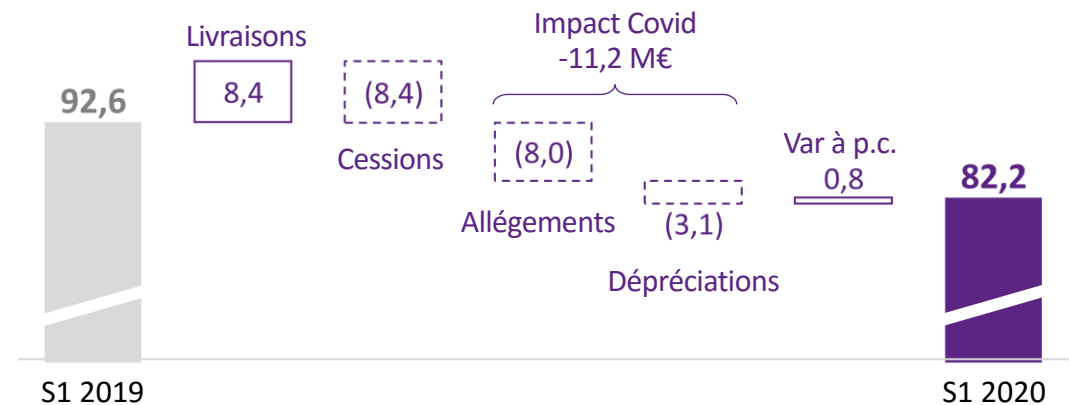 Impact Covid
-11,2 M€
Livraisons
92,6
8,4
(8,4)
Cessions
(8,0)
Allégements
(3,1)
Dépréciations
Var à p.c.
0,8
82,2
S1 2019
S1 2020